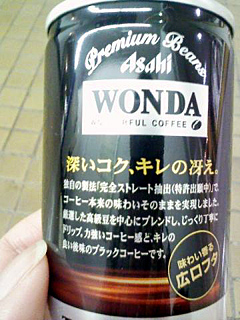 Premium Beans
Asahi
WONDA
WONDERFUL COFFEE
深いコク、キレの冴え。
独自の製法「完全ストレート抽出(特許出願中)」で、
コーヒー本来の味わいそのままを実現しました。
厳選した高級豆を中心にブレンドし、じっくり丁寧に
ドリップ。力強いコーヒー感と、キレの
良い後味のブラックコーヒーです。
味わい香る
広口フタ